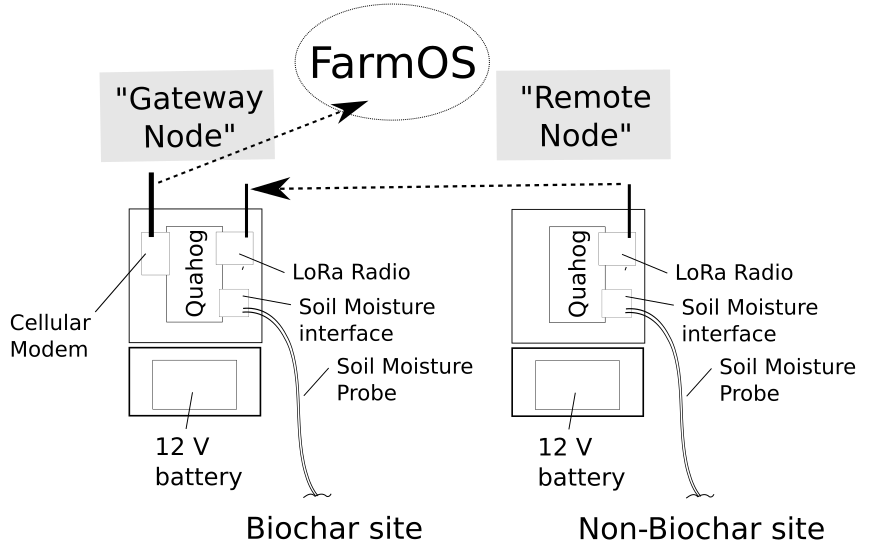 FarmOS
"Gateway
Node"
"Remote
Node"
Quahog
LoRa Radio
Soil Moisture
interface
Cellular
Modem
Soil Moisture
Probe
12 V
battery
Biochar site
Quahog
LoRa Radio
Soil Moisture
interface
Soil Moisture
Probe
12 V
battery
Non-Biochar site